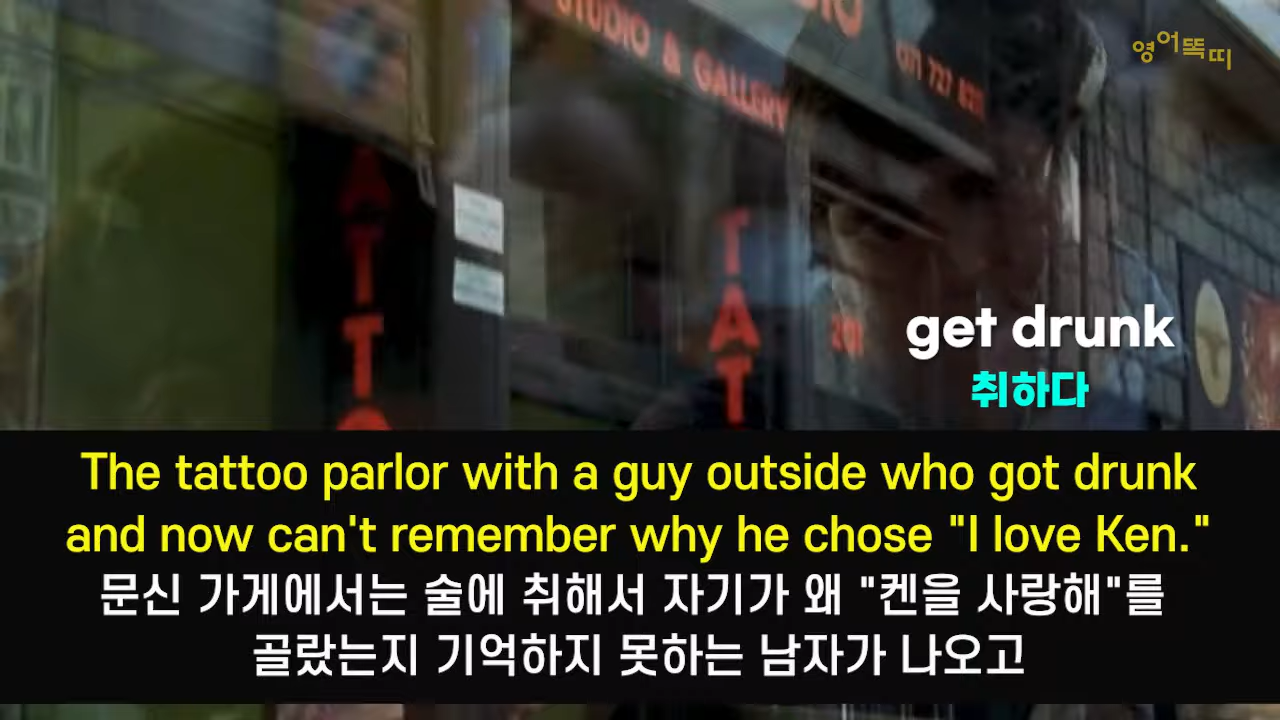 영어똑띠
STUDIO & GALLERY
TATTO
TAT
201
get drunk
취하다
The tattoo parlor with a guy outside who got drunk
and now can't remember why he chose "I love Ken."
문신 가게에서는 술에 취해서 자기가 왜 "켄을 사랑해"를
골랐는지 기억하지 못하는 남자가 나오고